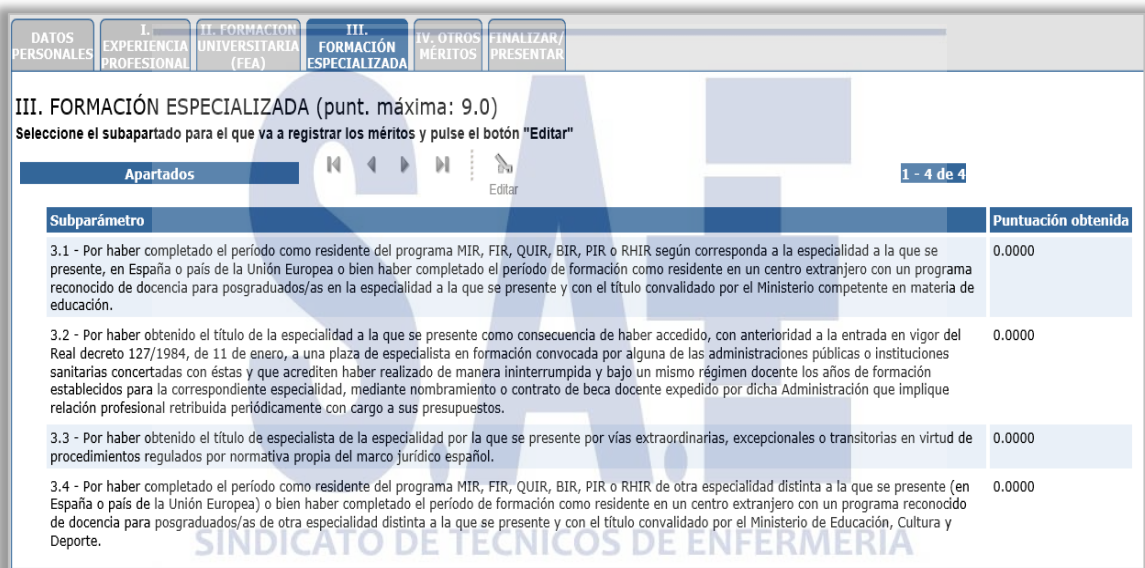 DATOS PERSONALES
I. EXPERIENCIA PROFESIONAL
II. FORMACION UNIVERSITARIA (FEA)
III. FORMACIÓN ESPECIALIZADA
IV. OTROS MÉRITOS
FINALIZAR/ PRESENTAR
III. FORMACIÓN ESPECIALIZADA (punt. máxima: 9.0)
Seleccione el subapartado para el que va a registrar los méritos y pulse el botón "Editar"
Apartados
Editar
1 - 4 de 4
Subparámetro
Puntuación obtenida
3.1 - Por haber completado el período como residente del programa MIR, FIR, QUIR, BIR, PIR o RHIR según corresponda a la especialidad a la que se
presente, en España o país de la Unión Europea o bien haber completado el período de formación como residente en un centro extranjero con un programa
reconocido de docencia para posgraduados/as en la especialidad a la que se presente y con el título convalidado por el Ministerio competente en materia de
educación.
0.0000
3.2 - Por haber obtenido el título de la especialidad a la que se presente como consecuencia de haber accedido, con anterioridad a la entrada en vigor del
Real decreto 127/1984, de 11 de enero, a una plaza de especialista en formación convocada por alguna de las administraciones públicas o instituciones
sanitarias concertadas con éstas y que acrediten haber realizado de manera ininterrumpida y bajo un mismo régimen docente los años de formación
establecidos para la correspondiente especialidad, mediante nombramiento o contrato de beca docente expedido por dicha Administración que implique
relación profesional retribuida periódicamente con cargo a sus presupuestos.
0.0000
3.3 - Por haber obtenido el título de especialista de la especialidad por la que se presente por vías extraordinarias, excepcionales o transitorias en virtud de
procedimientos regulados por normativa propia del marco jurídico español.
0.0000
3.4 - Por haber completado el período como residente del programa MIR, FIR, QUIR, BIR, PIR o RHIR de otra especialidad distinta a la que se presente (en
España o país de la Unión Europea) o bien haber completado el período de formación como residente en un centro extranjero con un programa reconocido
de docencia para posgraduados/as de otra especialidad distinta a la que se presente y con el título convalidado por el Ministerio de Educación, Cultura y
Deporte.
0.0000
S.A.E
SINDICATO DE TÉCNICOS DE ENFERMERÍA